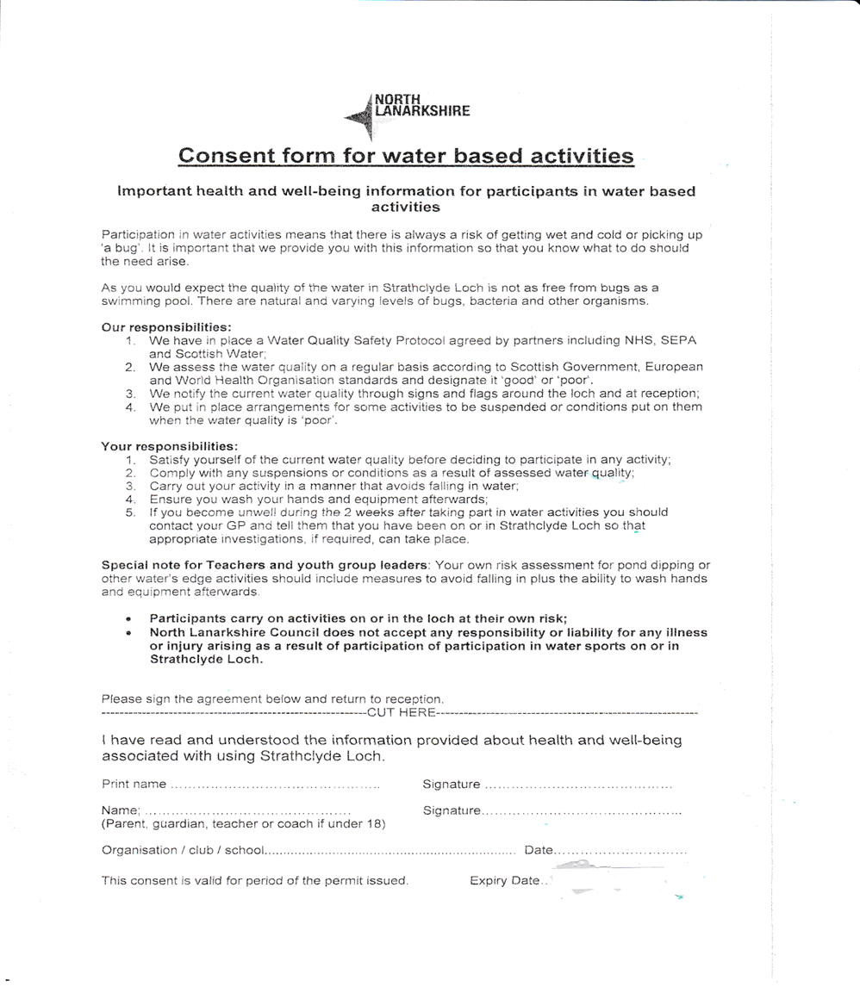 NORTH
LANARKSHIRE
Consent form for water based activities
Important health and well-being information for participants in water based
activities
Participation in water activities means that there is always a risk of getting wet and cold or picking up
'a bug'. It is important that we provide you with this information so that you know what to do should
the need arise.
As you would expect the quality of the water in Strathclyde Loch is not as free from bugs as a
swimming pool. There are natural and varying levels of bugs, bacteria and other organisms.
Our responsibilities:
1. We have in place a Water Quality Safety Protocol agreed by partners including NHS, SEPA
and Scottish Water;
2. We assess the water quality on a regular basis according to Scottish Government, European
and World Health Organisation standards and designate it 'good' or 'poor'.
3. We notify the current water quality through signs and flags around the loch and at reception;
4. We put in place arrangements for some activities to be suspended or conditions put on them
when the water quality is 'poor'.
Your responsibilities:
1. Satisfy yourself of the current water quality before deciding to participate in any activity;
2. Comply with any suspensions or conditions as a result of assessed water quality;
3. Carry out your activity in a manner that avoids falling in water;
4. Ensure you wash your hands and equipment afterwards;
5. If you become unwell during the 2 weeks after taking part in water activities you should
contact your GP and tell them that you have been on or in Strathclyde Loch so that
appropriate investigations, if required, can take place.
Special note for Teachers and youth group leaders: Your own risk assessment for pond dipping or
other water's edge activities should include measures to avoid falling in plus the ability to wash hands
and equipment afterwards.
• Participants carry on activities on or in the loch at their own risk;
• North Lanarkshire Council does not accept any responsibility or liability for any illness
or injury arising as a result of participation of participation in water sports on or in
Strathclyde Loch.
Please sign the agreement below and return to reception.
----------------------------------------------------------CUT HERE----------------------------------------------------------
I have read and understood the information provided about health and well-being
associated with using Strathclyde Loch.
Print name ............................................... Signature ..........................................
Name; .............................................. Signature.............................................
(Parent, guardian, teacher or coach if under 18)
Organisation / club / school.................................................................... Date..............................
This consent is valid for period of the permit issued. Expiry Date..